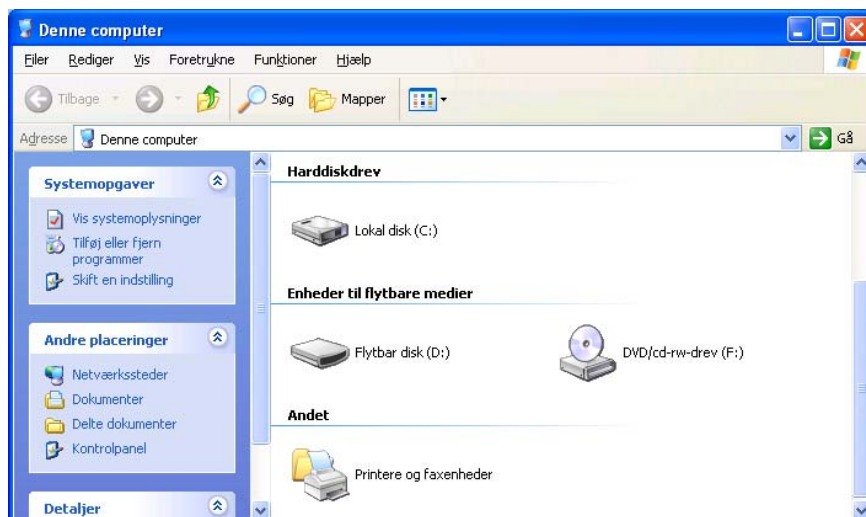 Denne computer
Filer Rediger Vis Foretrukne Funktioner Hjælp
Tilbage Søg Mapper
Adresse Denne computer Gå
Systemopgaver
Vis systemoplysninger
Tilføj eller fjern
programmer
Skift en indstilling
Andre placeringer
Netværkssteder
Dokumenter
Delte dokumenter
Kontrolpanel
Detaljer
Harddiskdrev
Lokal disk (C:)
Enheder til flytbare medier
Flytbar disk (D:) DVD/cd-rw-drev (F:)
Andet
Printere og faxenheder